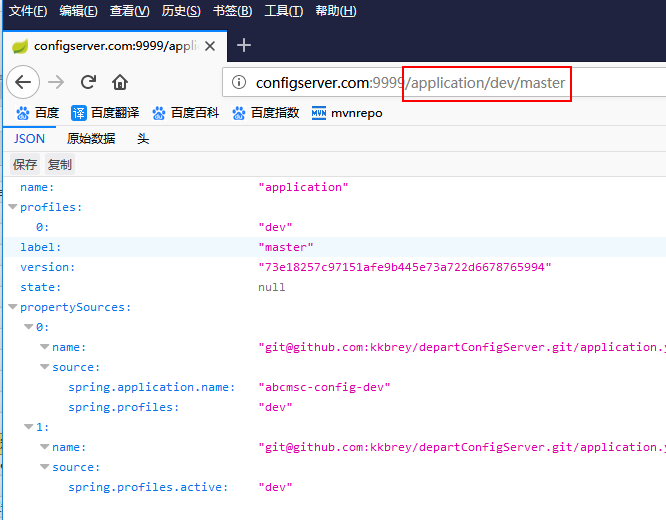 文件(F) 编辑(E) 查看(V) 历史(S) 书签(B) 工具(T) 帮助(H)
configserver.com:9999/applic
configserver.com:9999/application/dev/master
百度 百度翻译 百度百科 百度指数 MVN mvnrepo
JSON 原始数据 头
保存 复制
name: "application"
profiles:
0: "dev"
label: "master"
version: "73e18257c97151afe9b445e73a722d6678765994"
state: null
propertySources:
0:
name: "git@github.com:kkbrey/departConfigServer.git/application.y
source:
spring.application.name: "abcmsc-config-dev"
spring.profiles: "dev"
1:
name: "git@github.com:kkbrey/departConfigServer.git/application.y
source:
spring.profiles.active: "dev"